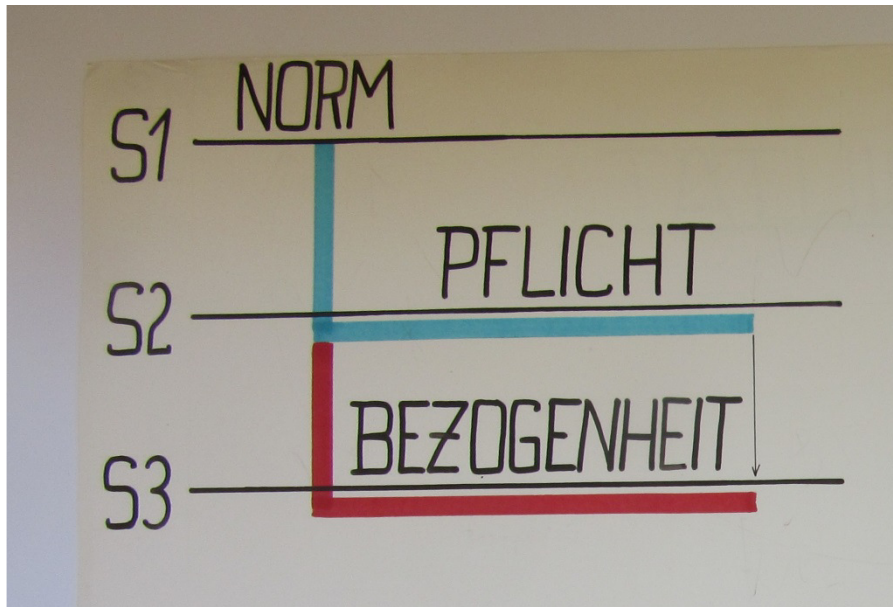 NORM
S1
PFLICHT
S2
BEZOGENHEIT
S3